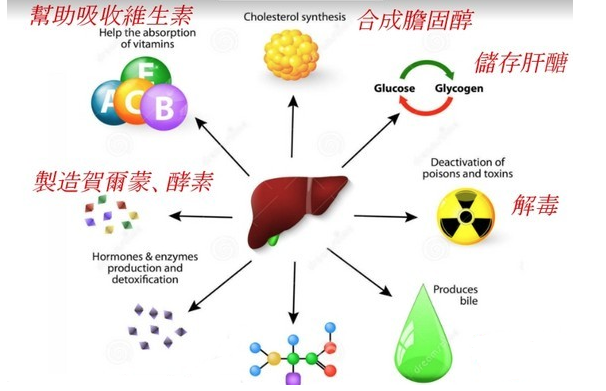 幫助吸收維生素
Help the absorption
of vitamins
A
C
E
B
Cholesterol synthesis
合成膽固醇
儲存肝醣
Glucose
Glycogen
製造賀爾蒙、酵素
Hormones & enzymes
production and
detoxification
Deactivation of
poisons and toxins
解毒
Produces
bile